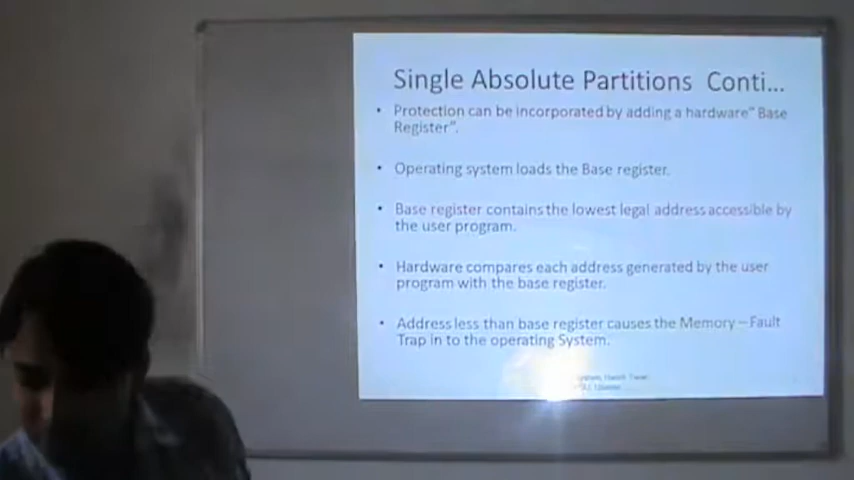 Single Absolute Partitions Conti...
• Protection can be incorporated by adding a hardware" Base
Register".
• Operating system loads the Base register.
• Base register contains the lowest legal address accessible by
the user program.
• Hardware compares each address generated by the user
program with the base register.
• Address less than base register causes the Memory – Fault
Trap in to the operating System.